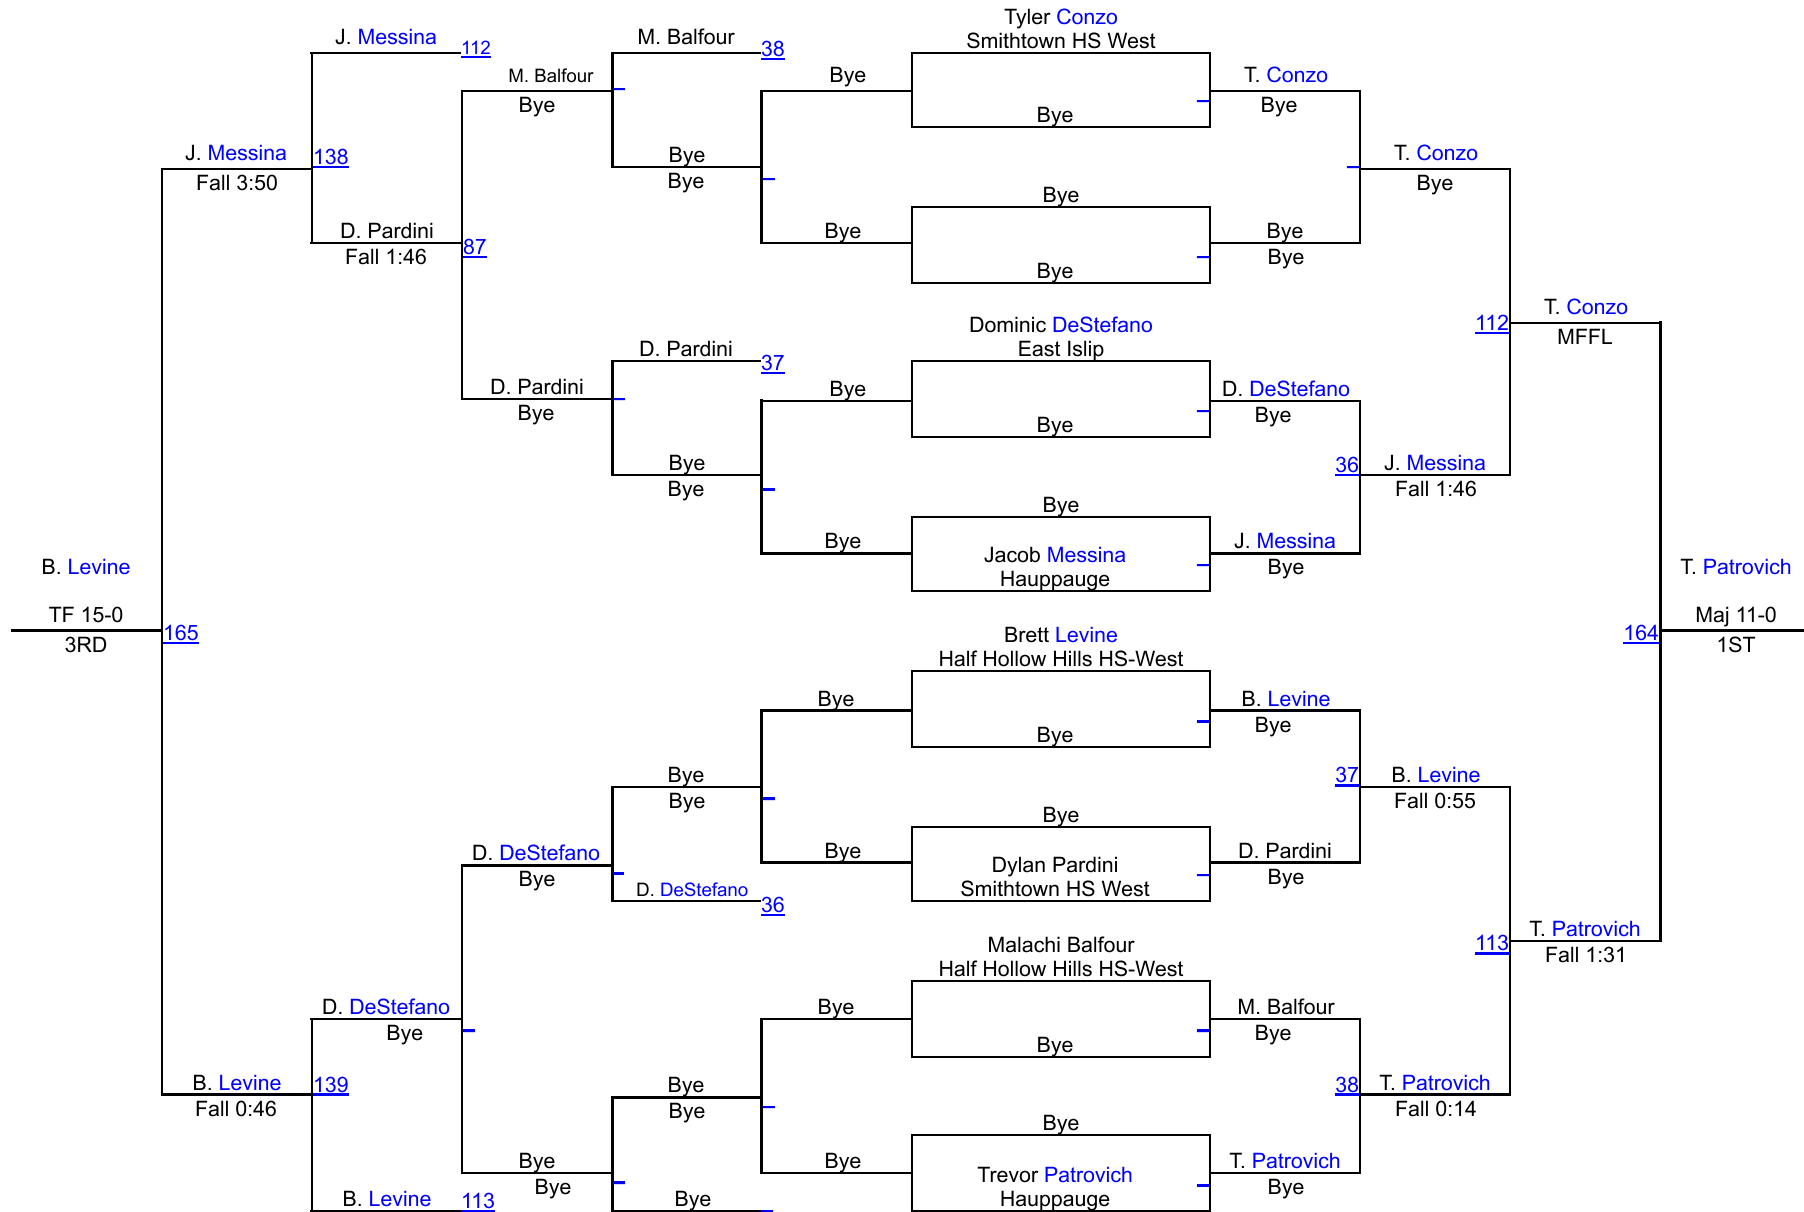 Tyler Conzo
Smithtown HS West
J. Messina
112
M. Balfour
38
M. Balfour
Bye
Bye
T. Conzo
Bye
Bye
Bye
J. Messina
138
Fall 3:50
Bye
Bye
T. Conzo
Bye
Bye
D. Pardini
Fall 1:46
87
Bye
Bye
Bye
Bye
T. Conzo
112
MFFL
Dominic DeStefano
East Islip
D. Pardini
37
D. Pardini
Bye
Bye
D. DeStefano
Bye
Bye
Bye
Bye
36
J. Messina
Fall 1:46
Bye
Bye
Jacob Messina
Hauppauge
J. Messina
Bye
B. Levine
TF 15-0
3RD
165
T. Patrovich
Maj 11-0
1ST
164
Brett Levine
Half Hollow Hills HS-West
Bye
B. Levine
Bye
Bye
Bye
Bye
37
B. Levine
Fall 0:55
Bye
D. DeStefano
Bye
Bye
Dylan Pardini
Smithtown HS West
D. Pardini
Bye
D. DeStefano
36
T. Patrovich
113
Fall 1:31
Malachi Balfour
Half Hollow Hills HS-West
D. DeStefano
Bye
Bye
M. Balfour
Bye
Bye
B. Levine
139
Fall 0:46
Bye
Bye
38
T. Patrovich
Fall 0:14
Bye
Bye
Bye
Bye
Trevor Patrovich
Hauppauge
T. Patrovich
Bye
B. Levine
113
Bye